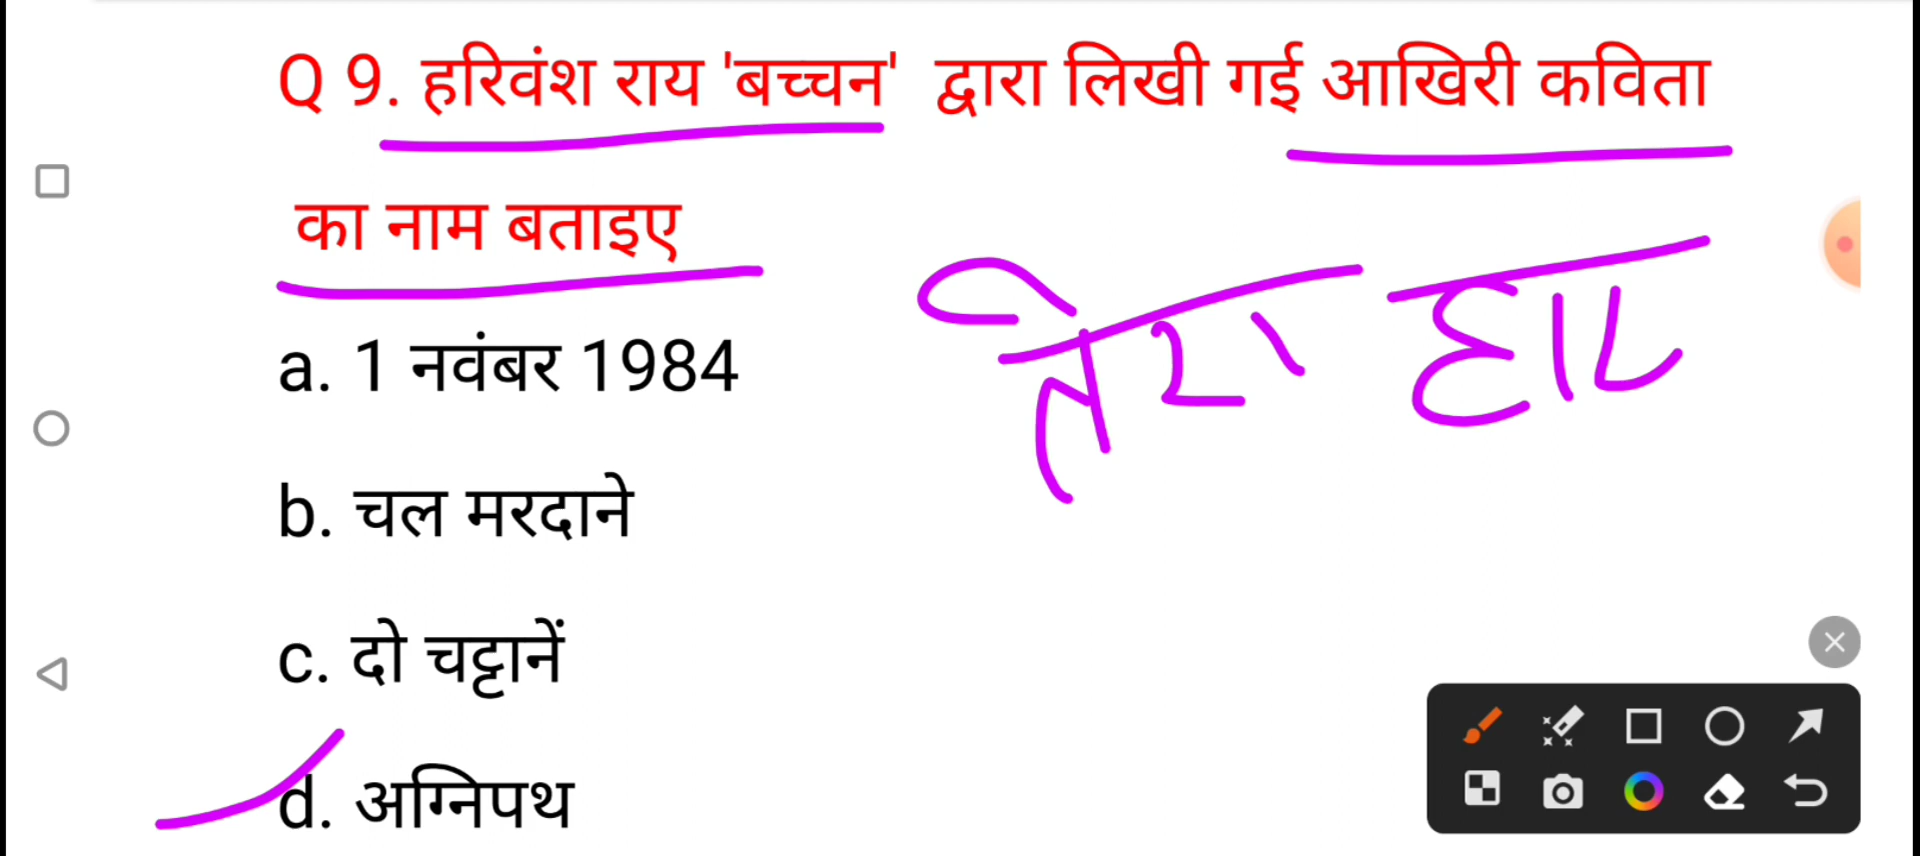 Q 9. हरिवंश राय 'बच्चन' द्वारा लिखी गई आखिरी कविता
का नाम बताइए
तेरा हार
a. 1 नवंबर 1984
b. चल मरदाने
c. दो चट्टानें
d. अग्निपथ